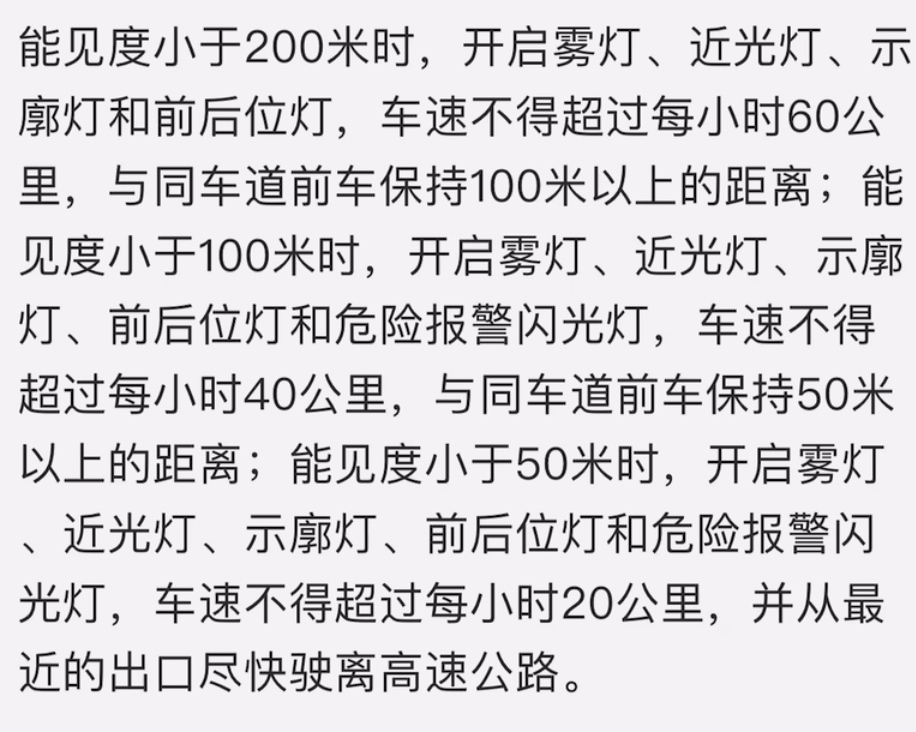 能见度小于200米时，开启雾灯、近光灯、示
廓灯和前后位灯，车速不得超过每小时60公
里，与同车道前车保持100米以上的距离；能
见度小于100米时，开启雾灯、近光灯、示廓
灯、前后位灯和危险报警闪光灯，车速不得
超过每小时40公里，与同车道前车保持50米
以上的距离；能见度小于50米时，开启雾灯
、近光灯、示廓灯、前后位灯和危险报警闪
光灯，车速不得超过每小时20公里，并从最
近的出口尽快驶离高速公路。